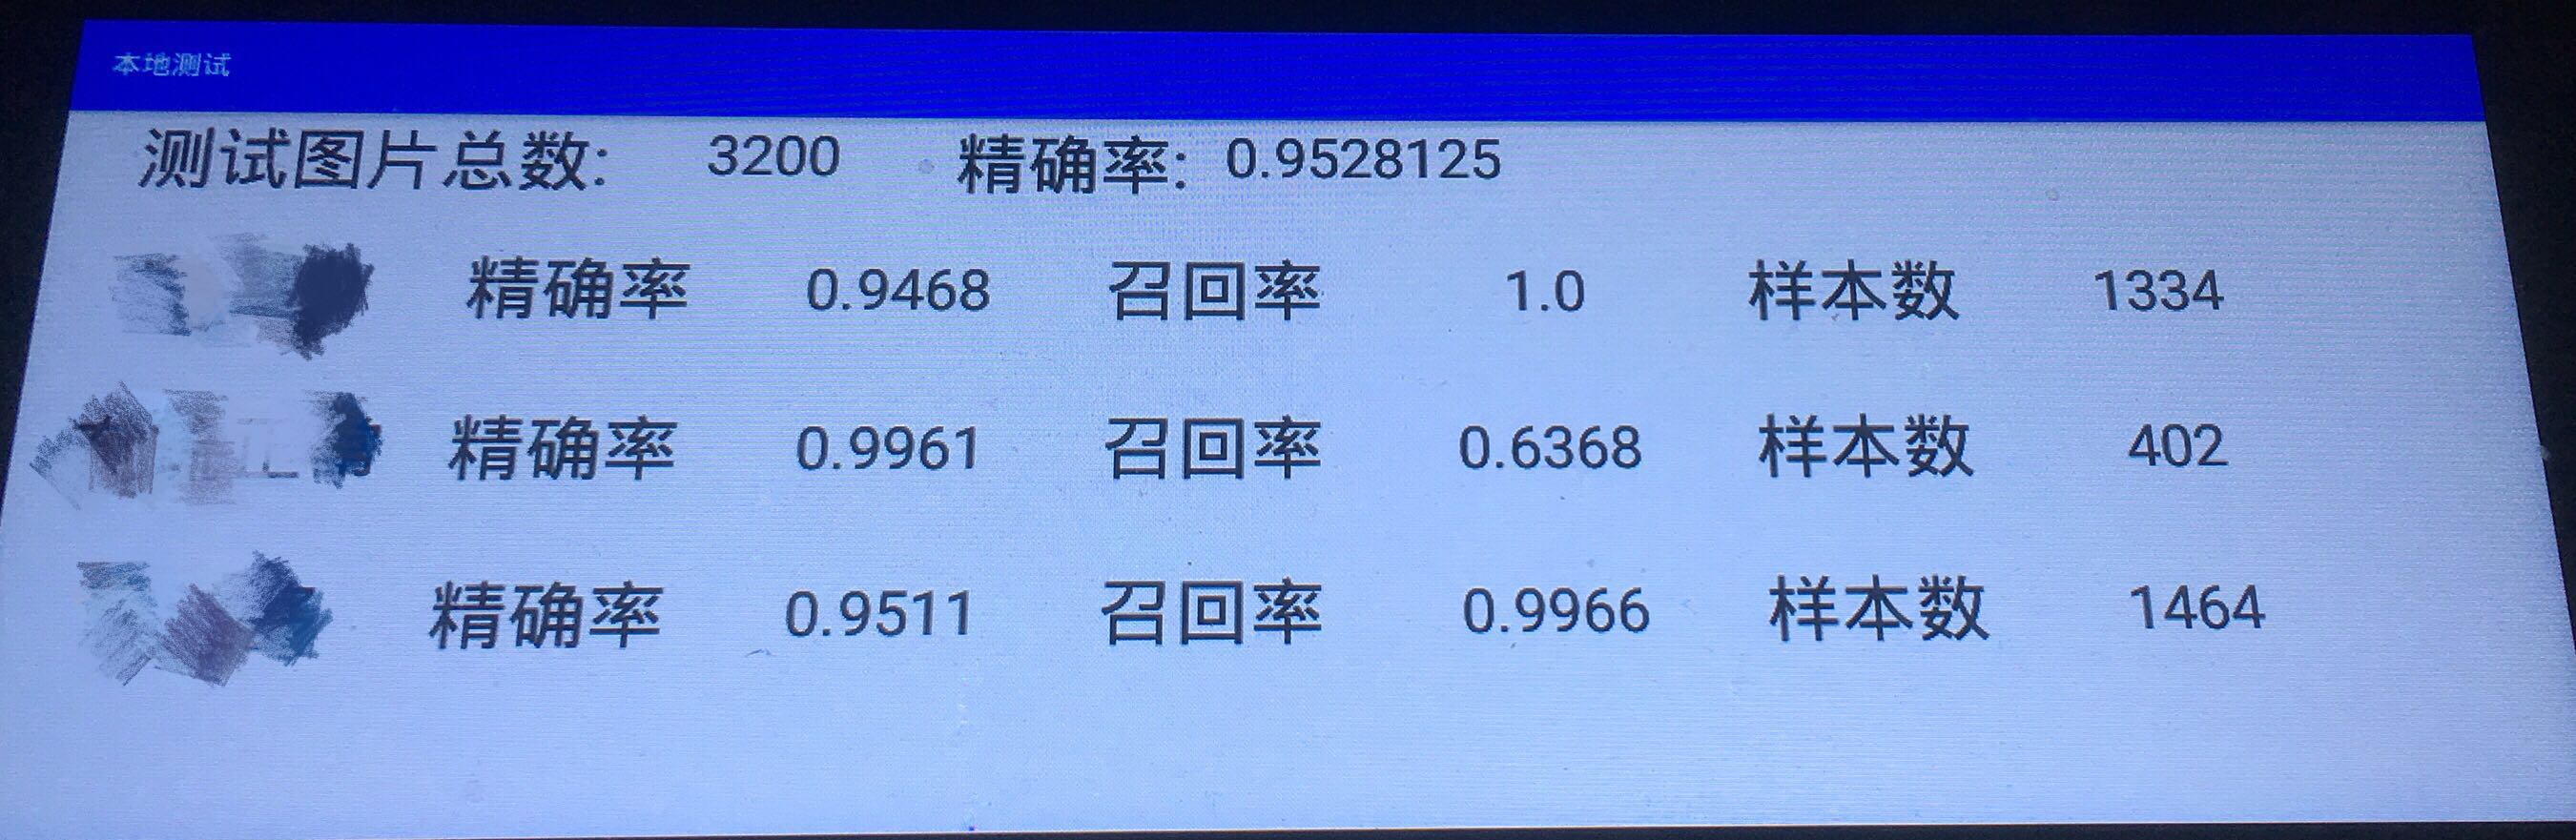 本地测试
测试图片总数: 3200 精确率: 0.9528125
精确率 0.9468 召回率 1.0 样本数 1334
精确率 0.9961 召回率 0.6368 样本数 402
精确率 0.9511 召回率 0.9966 样本数 1464